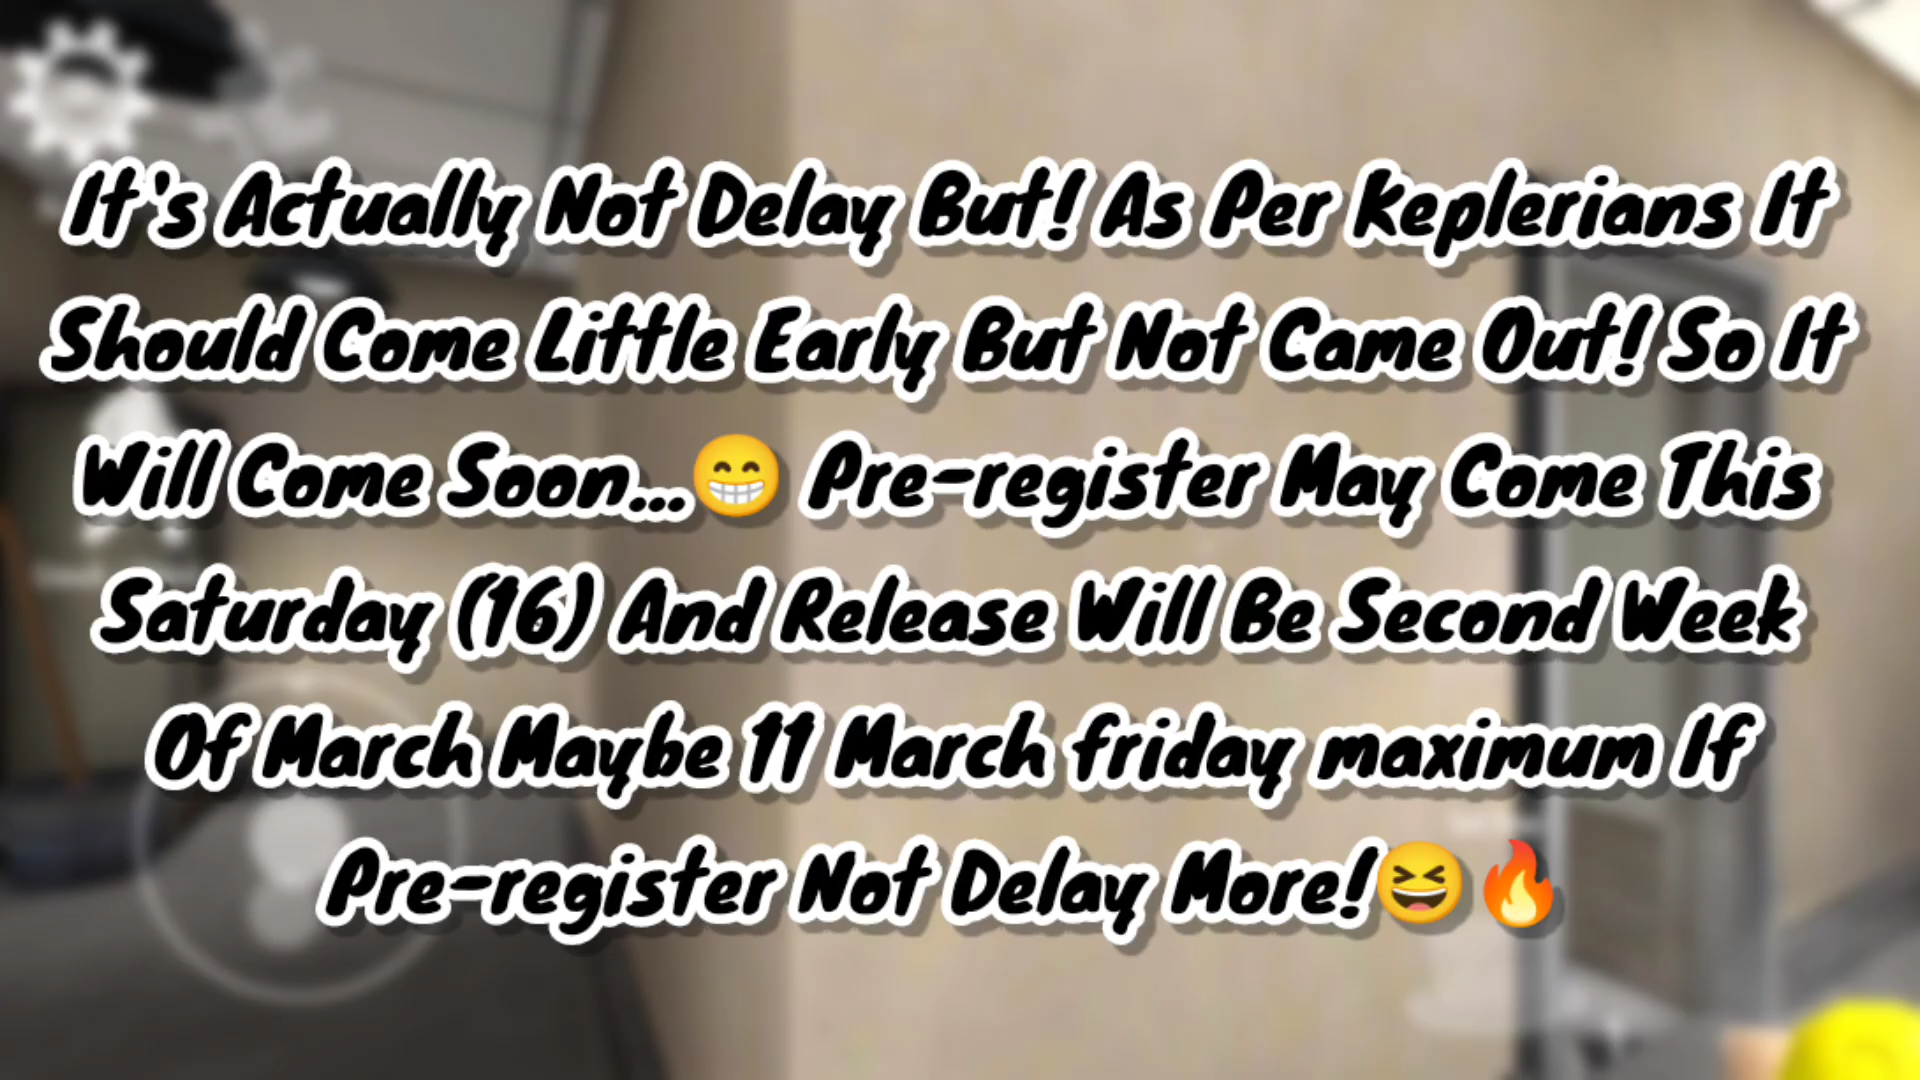 It's Actually Not Delay But! As Per Keplerians It
Should Come Little Early But Not Came Out! So It
Will Come Soon...😁 Pre-register May Come This
Saturday (16) And Release Will Be Second Week
Of March Maybe 11 March friday maximum If
Pre-register Not Delay More!😆🔥